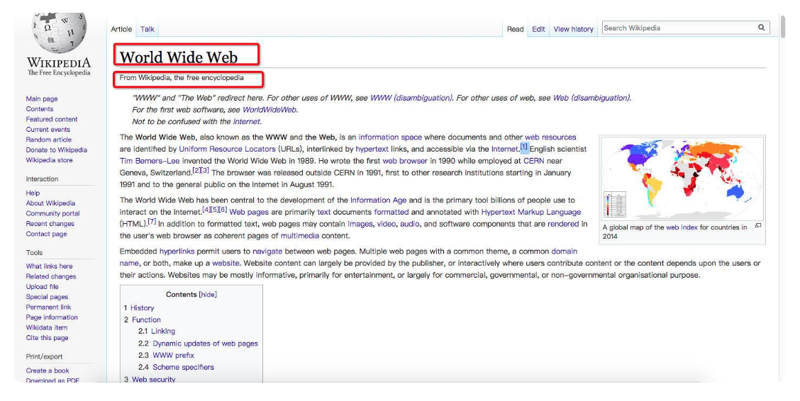 Article Talk
Read Edit View history Search Wikipedia
WIKIPEDIA
The Free Encyclopedia
Main page
Contents
Featured content
Current events
Random article
Donate to Wikipedia
Wikipedia store
Interaction
Help
About Wikipedia
Community portal
Recent changes
Contact page
Tools
What links here
Related changes
Upload file
Special pages
Permanent link
Page information
Wikidata item
Cite this page
Print/export
Create a book
Download as PDF
World Wide Web
From Wikipedia, the free encyclopedia
"WWW" and "The Web" redirect here. For other uses of WWW, see WWW (disambiguation). For other uses of web, see Web (disambiguation).
For the first web software, see WorldWideWeb.
Not to be confused with the Internet.
The World Wide Web, also known as the WWW and the Web, is an information space where documents and other web resources
are identified by Uniform Resource Locators (URLs), interlinked by hypertext links, and accessible via the Internet.[1] English scientist
Tim Berners-Lee invented the World Wide Web in 1989. He wrote the first web browser in 1990 while employed at CERN near
Geneva, Switzerland.[2][3] The browser was released outside CERN in 1991, first to other research institutions starting in January
1991 and to the general public on the Internet in August 1991.
The World Wide Web has been central to the development of the Information Age and is the primary tool billions of people use to
interact on the Internet.[4][5][6] Web pages are primarily text documents formatted and annotated with Hypertext Markup Language
(HTML).[7] In addition to formatted text, web pages may contain images, video, audio, and software components that are rendered in
the user's web browser as coherent pages of multimedia content.
A global map of the web index for countries in
2014
Embedded hyperlinks permit users to navigate between web pages. Multiple web pages with a common theme, a common domain
name, or both, make up a website. Website content can largely be provided by the publisher, or interactively where users contribute content or the content depends upon the users or
their actions. Websites may be mostly informative, primarily for entertainment, or largely for commercial, governmental, or non-governmental organisational purpose.
Contents [hide]
1 History
2 Function
2.1 Linking
2.2 Dynamic updates of web pages
2.3 WWW prefix
2.4 Scheme specifiers
3 Web security